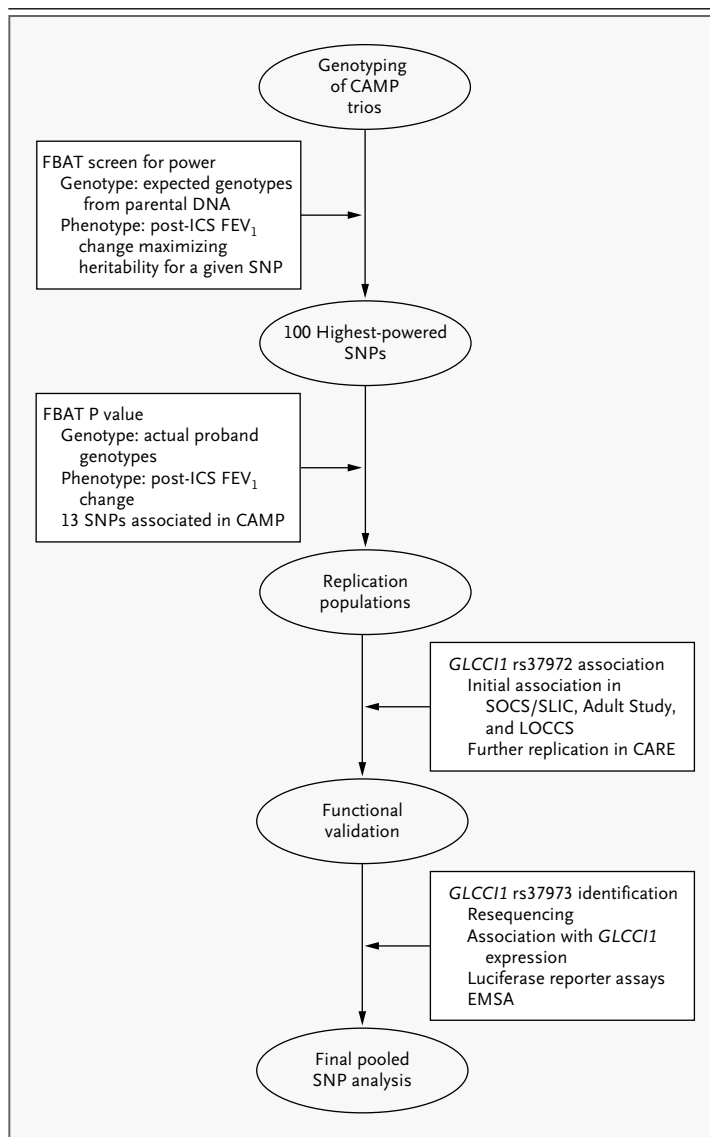 Genotyping
of CAMP
trios
FBAT screen for power
Genotype: expected genotypes
from parental DNA
Phenotype: post-ICS FEV₁
change maximizing
heritability for a given SNP
100 Highest-powered
SNPs
FBAT P value
Genotype: actual proband
genotypes
Phenotype: post-ICS FEV₁
change
13 SNPs associated in CAMP
Replication
populations
GLCCI1 rs37972 association
Initial association in
SOCS/SLIC, Adult Study,
and LOCCS
Further replication in CARE
Functional
validation
GLCCI1 rs37973 identification
Resequencing
Association with GLCCI1
expression
Luciferase reporter assays
EMSA
Final pooled
SNP analysis